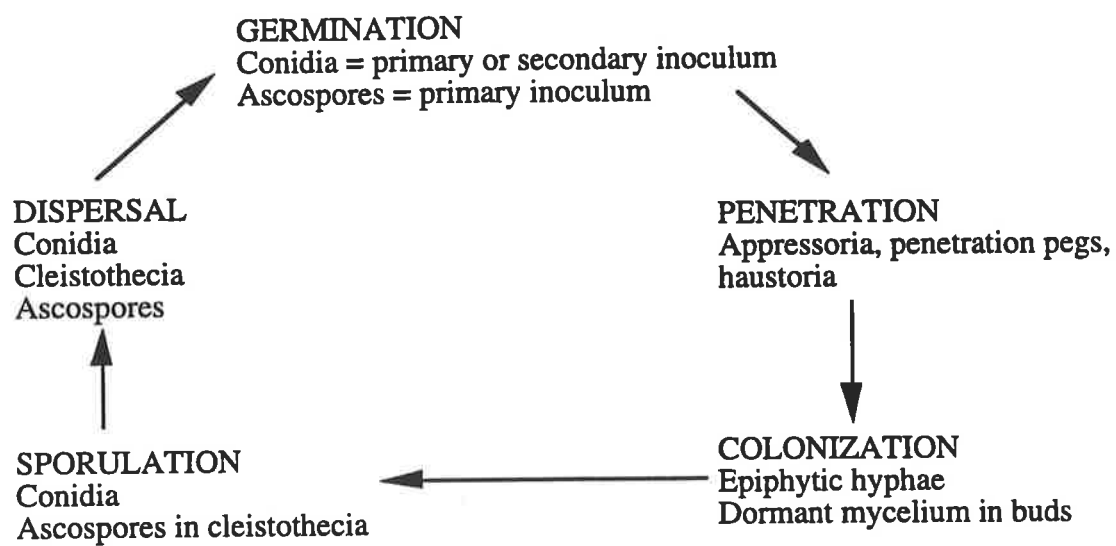 GERMINATION
Conidia = primary or secondary inoculum
Ascospores = primary inoculum
DISPERSAL
Conidia
Cleistothecia
Ascospores
PENETRATION
Appressoria, penetration pegs,
haustoria
SPORULATION
Conidia
Ascospores in cleistothecia
COLONIZATION
Epiphytic hyphae
Dormant mycelium in buds